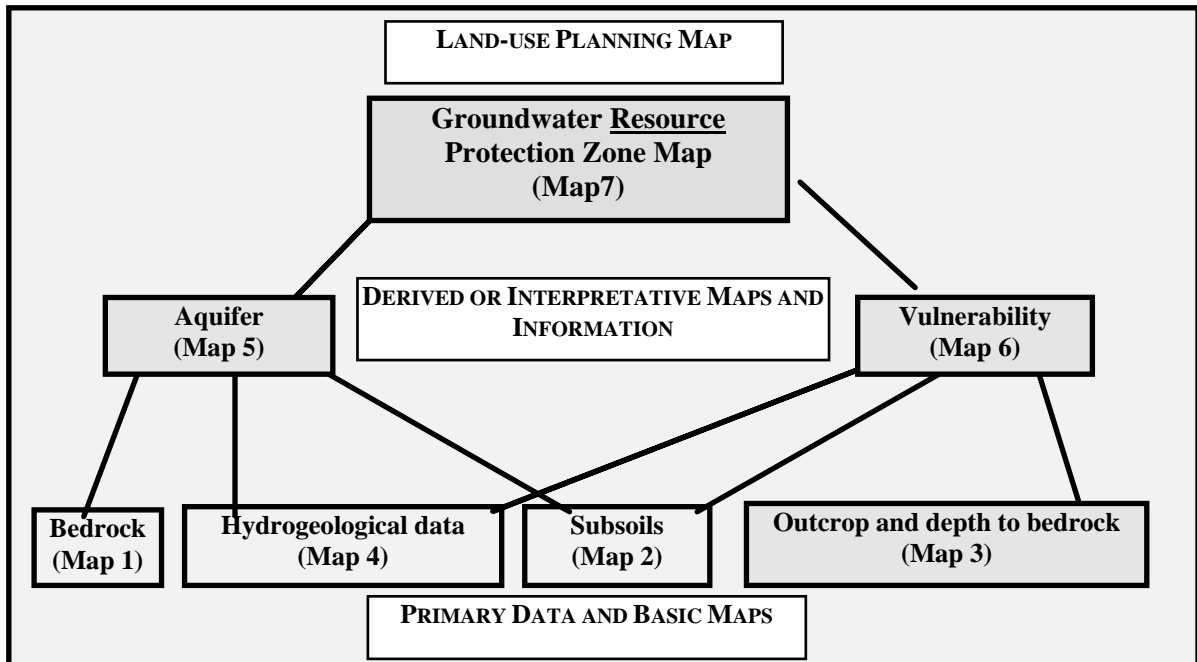 LAND-USE PLANNING MAP
Groundwater Resource
Protection Zone Map
(Map7)
DERIVED OR INTERPRETATIVE MAPS AND
INFORMATION
Aquifer
(Map 5)
Vulnerability
(Map 6)
Bedrock
(Map 1)
Hydrogeological data
(Map 4)
Subsoils
(Map 2)
Outcrop and depth to bedrock
(Map 3)
PRIMARY DATA AND BASIC MAPS